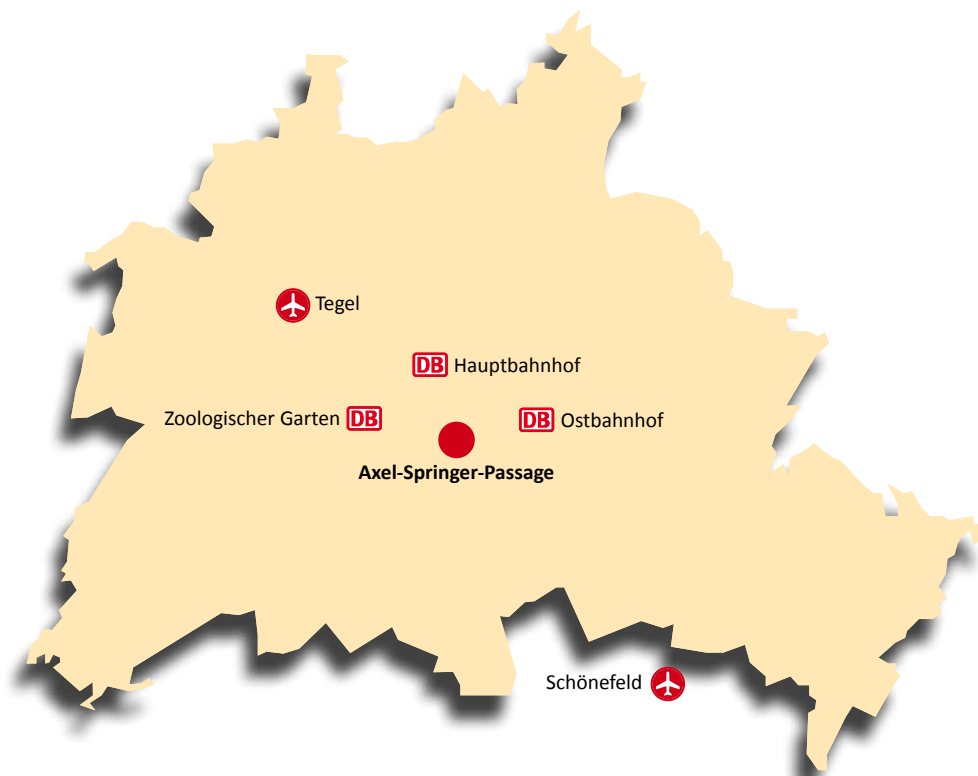 Tegel
DB Hauptbahnhof
Zoologischer Garten DB
DB Ostbahnhof
Axel-Springer-Passage
Schönefeld